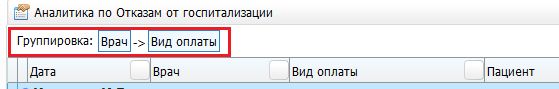 Аналитика по Отказам от госпитализации
Группировка: Врач -> Вид оплаты
Дата Врач Вид оплаты Пациент